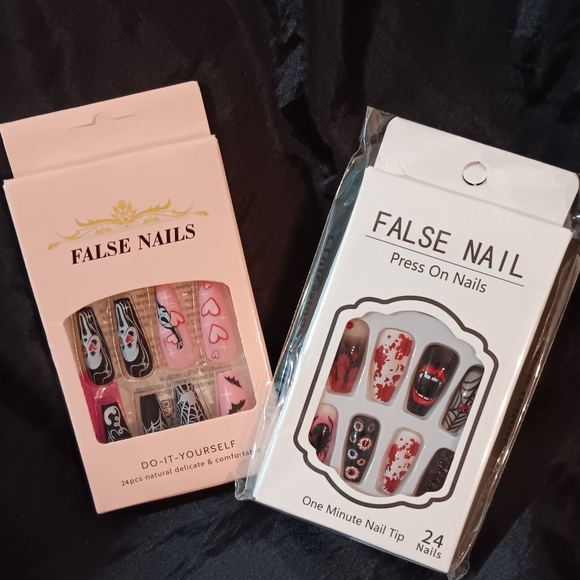 FALSE NAILS
DO-IT-YOURSELF
24pcs natural delicate & comfortable
FALSE NAIL
Press On Nails
One Minute Nail Tip
24
Nails